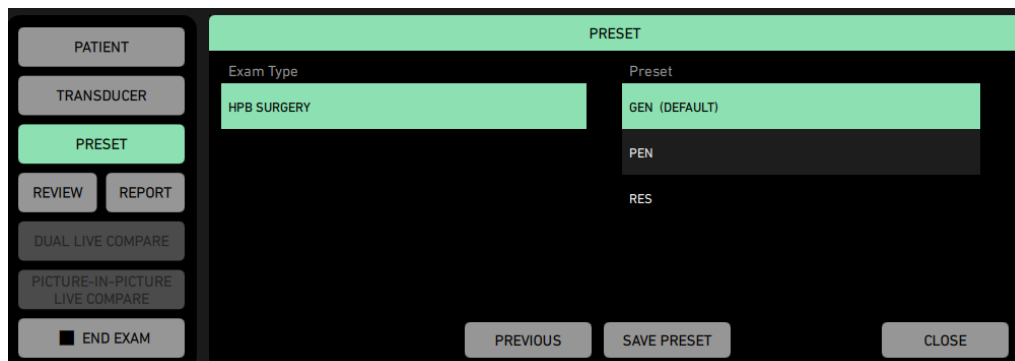 PATIENT
TRANSDUCER
PRESET
REVIEW
REPORT
DUAL LIVE COMPARE
PICTURE-IN-PICTURE
LIVE COMPARE
END EXAM
PRESET
Exam Type
HPB SURGERY
Preset
GEN (DEFAULT)
PEN
RES
PREVIOUS
SAVE PRESET
CLOSE